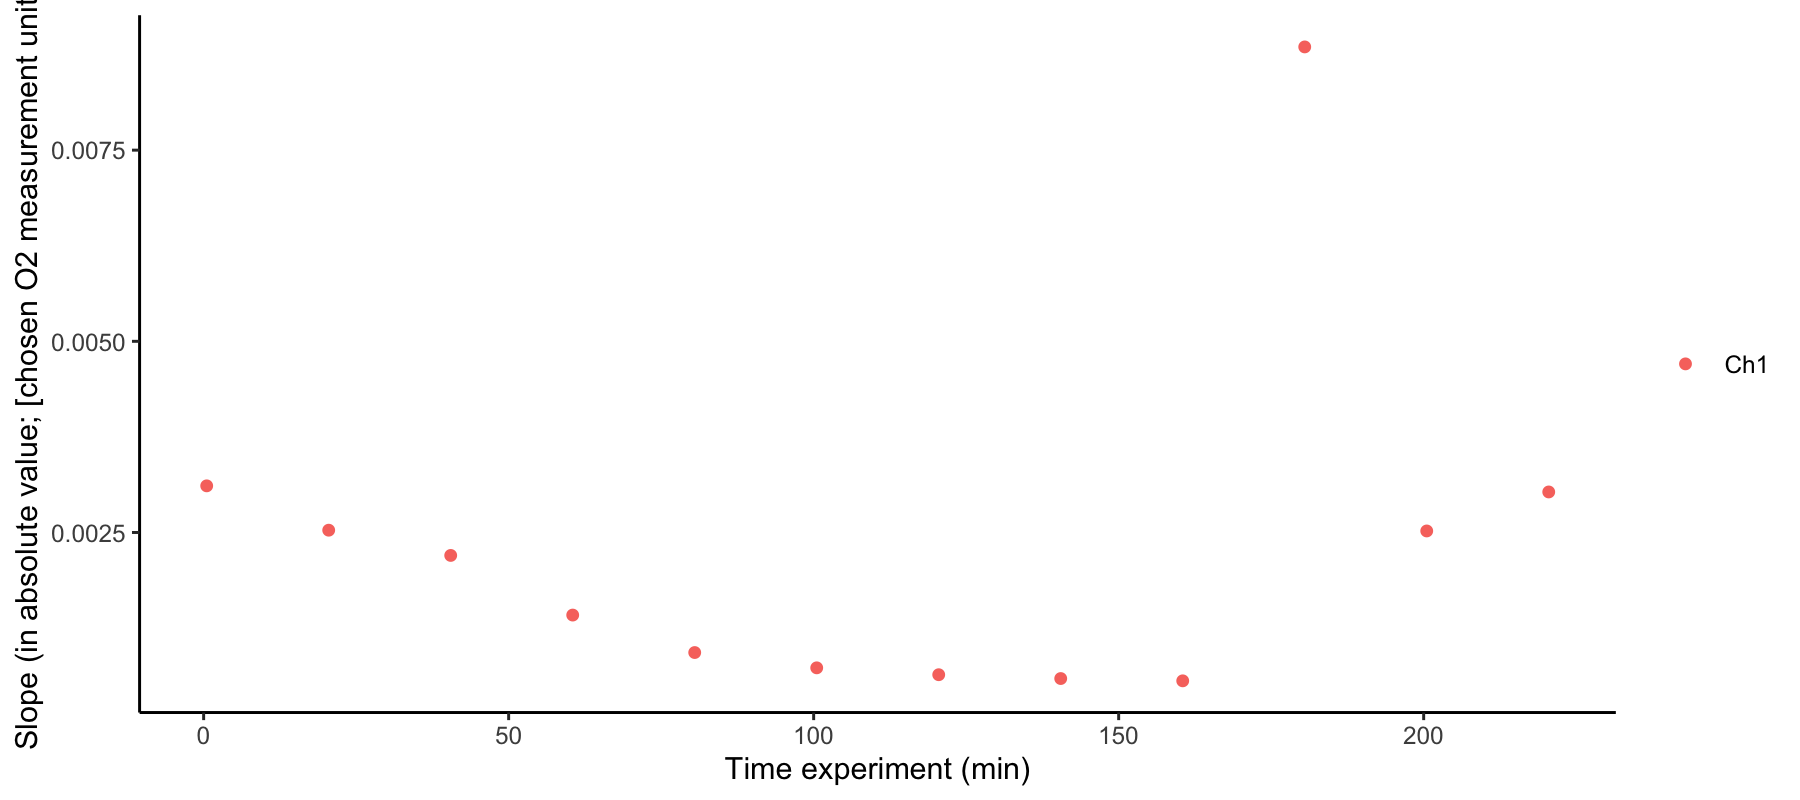 Slope (in absolute value; [chosen O2 measurement unit
0.0075
0.0050
0.0025
0
50
100
150
200
Time experiment (min)
Ch1